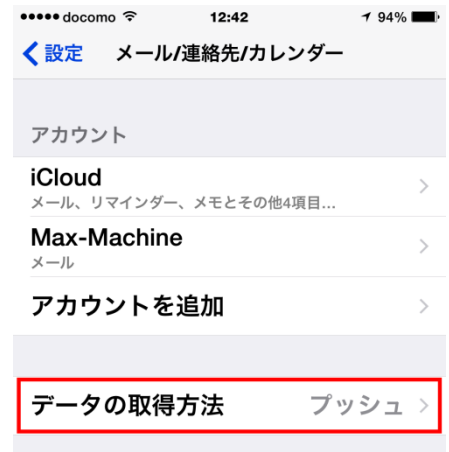 docomo 12:42 94%
設定 メール/連絡先/カレンダー
アカウント
iCloud
メール、リマインダー、メモとその他4項目...
Max-Machine
メール
アカウントを追加
データの取得方法 プッシュ